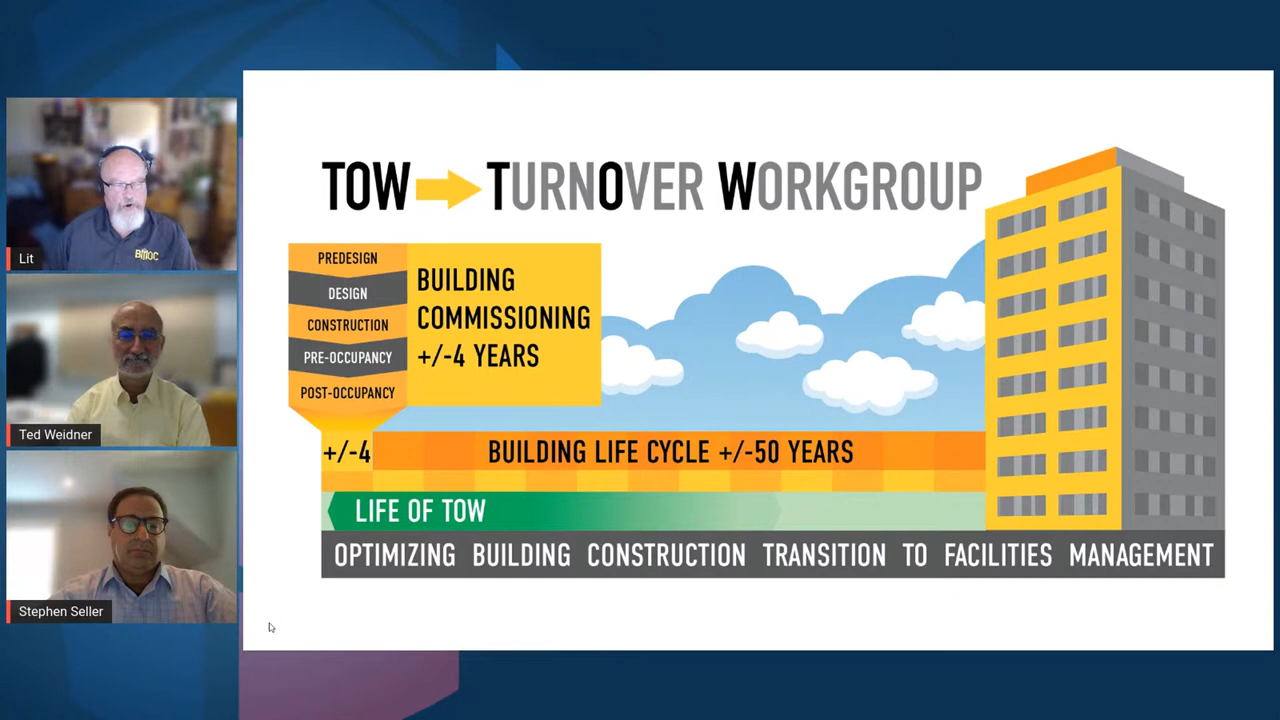 TOW TURNOVER WORKGROUP
PREDESIGN
DESIGN
CONSTRUCTION
PRE-OCCUPANCY
POST-OCCUPANCY
BUILDING
COMMISSIONING
+/-4 YEARS
+/-4
BUILDING LIFE CYCLE +/-50 YEARS
LIFE OF TOW
OPTIMIZING BUILDING CONSTRUCTION TRANSITION TO FACILITIES MANAGEMENT
Lit
Ted Weidner
Stephen Seller